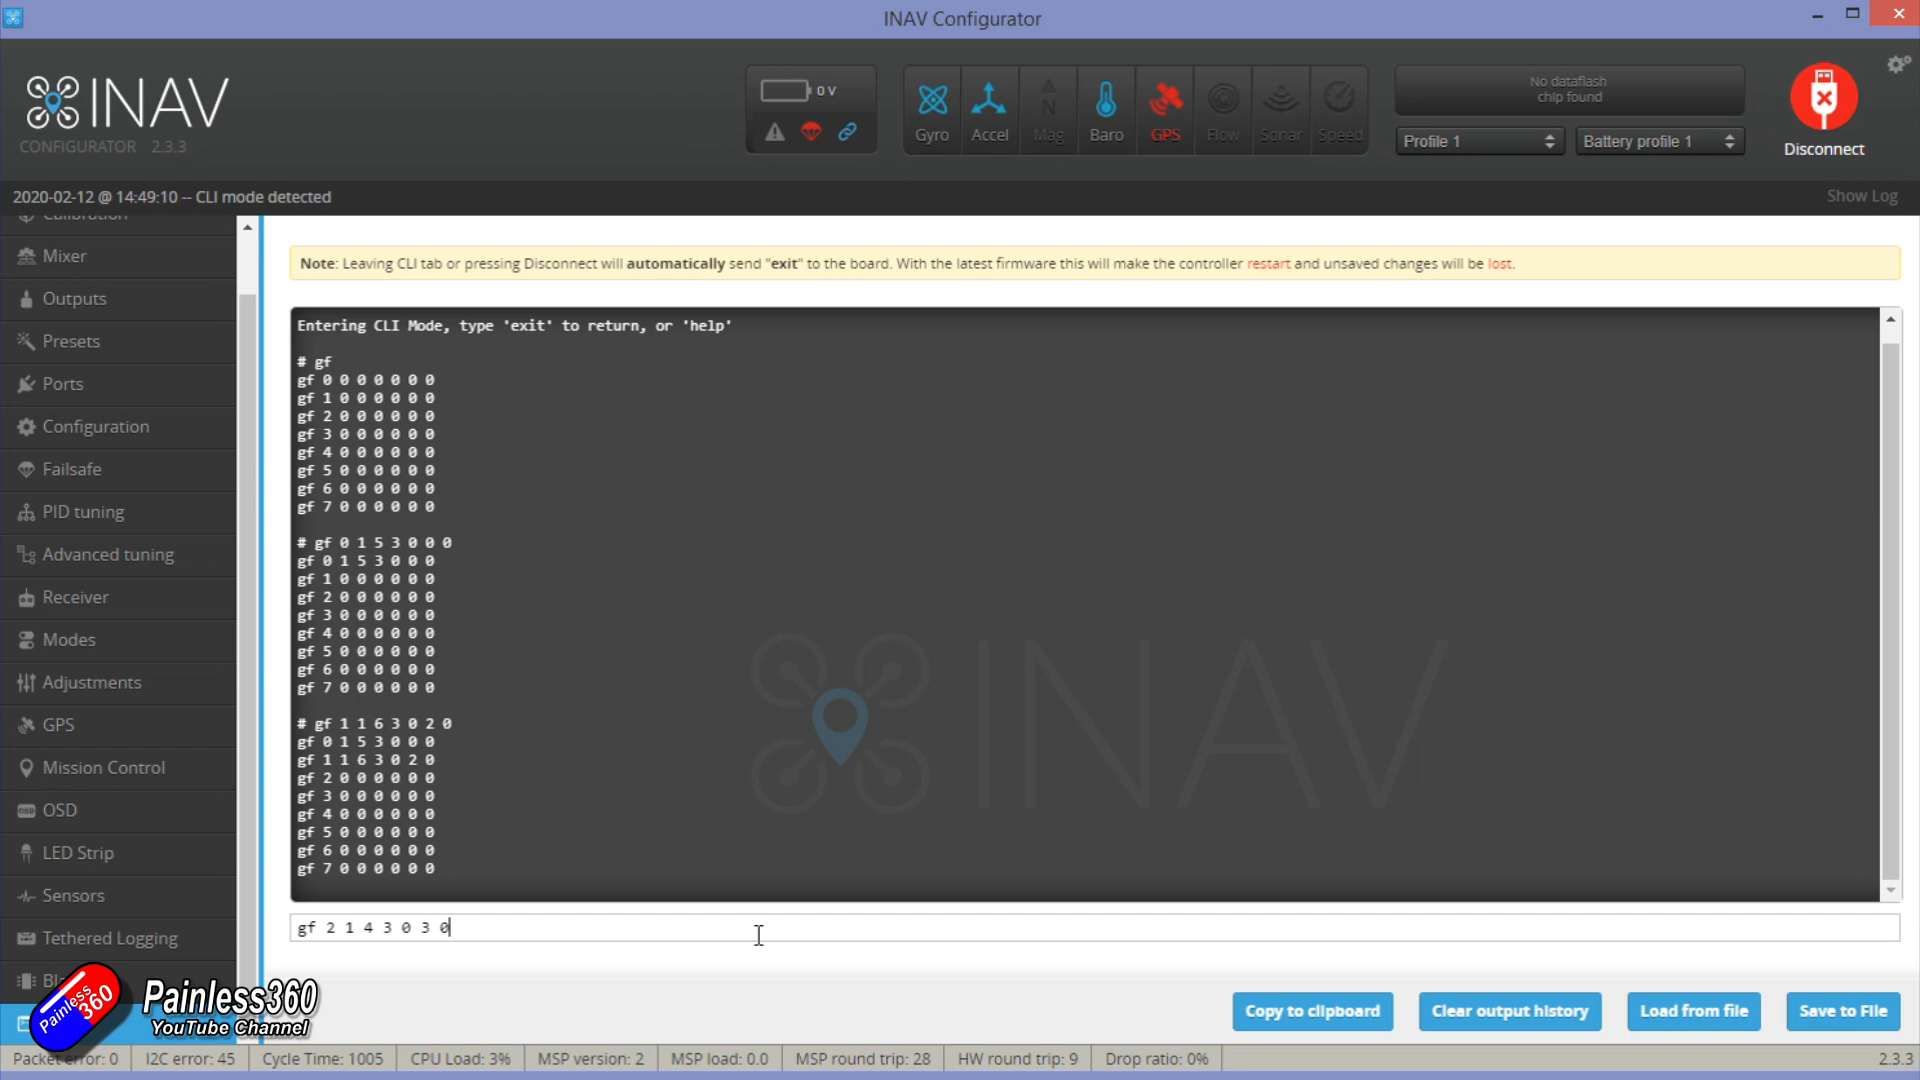 INAV Configurator
INAV
CONFIGURATOR 2.3.3
0 V
Gyro
Accel
Mag
Baro
GPS
Flow
Sonar
Speed
No dataflash
chip found
Profile 1
Battery profile 1
Disconnect
2020-02-12 @ 14:49:10 -- CLI mode detected
Show Log
Calibration
Mixer
Outputs
Presets
Ports
Configuration
Failsafe
PID tuning
Advanced tuning
Receiver
Modes
Adjustments
GPS
Mission Control
OSD
LED Strip
Sensors
Tethered Logging
Note: Leaving CLI tab or pressing Disconnect will automatically send "exit" to the board. With the latest firmware this will make the controller restart and unsaved changes will be lost.
Entering CLI Mode, type 'exit' to return, or 'help'
# gf
gf 0 0 0 0 0 0 0
gf 1 0 0 0 0 0 0
gf 2 0 0 0 0 0 0
gf 3 0 0 0 0 0 0
gf 4 0 0 0 0 0 0
gf 5 0 0 0 0 0 0
gf 6 0 0 0 0 0 0
gf 7 0 0 0 0 0 0
# gf 0 1 5 3 0 0 0
gf 0 1 5 3 0 0 0
gf 1 0 0 0 0 0 0
gf 2 0 0 0 0 0 0
gf 3 0 0 0 0 0 0
gf 4 0 0 0 0 0 0
gf 5 0 0 0 0 0 0
gf 6 0 0 0 0 0 0
gf 7 0 0 0 0 0 0
# gf 1 1 6 3 0 2 0
gf 0 1 5 3 0 0 0
gf 1 1 6 3 0 2 0
gf 2 0 0 0 0 0 0
gf 3 0 0 0 0 0 0
gf 4 0 0 0 0 0 0
gf 5 0 0 0 0 0 0
gf 6 0 0 0 0 0 0
gf 7 0 0 0 0 0 0
INAV
gf 2 1 4 3 0 3 0
Painless360
Painless360
YouTube Channel
Copy to clipboard
Clear output history
Load from file
Save to File
Packet error: 0
I2C error: 45
Cycle Time: 1005
CPU Load: 3%
MSP version: 2
MSP load: 0.0
MSP round trip: 28
HW round trip: 9
Drop ratio: 0%
2.3.3